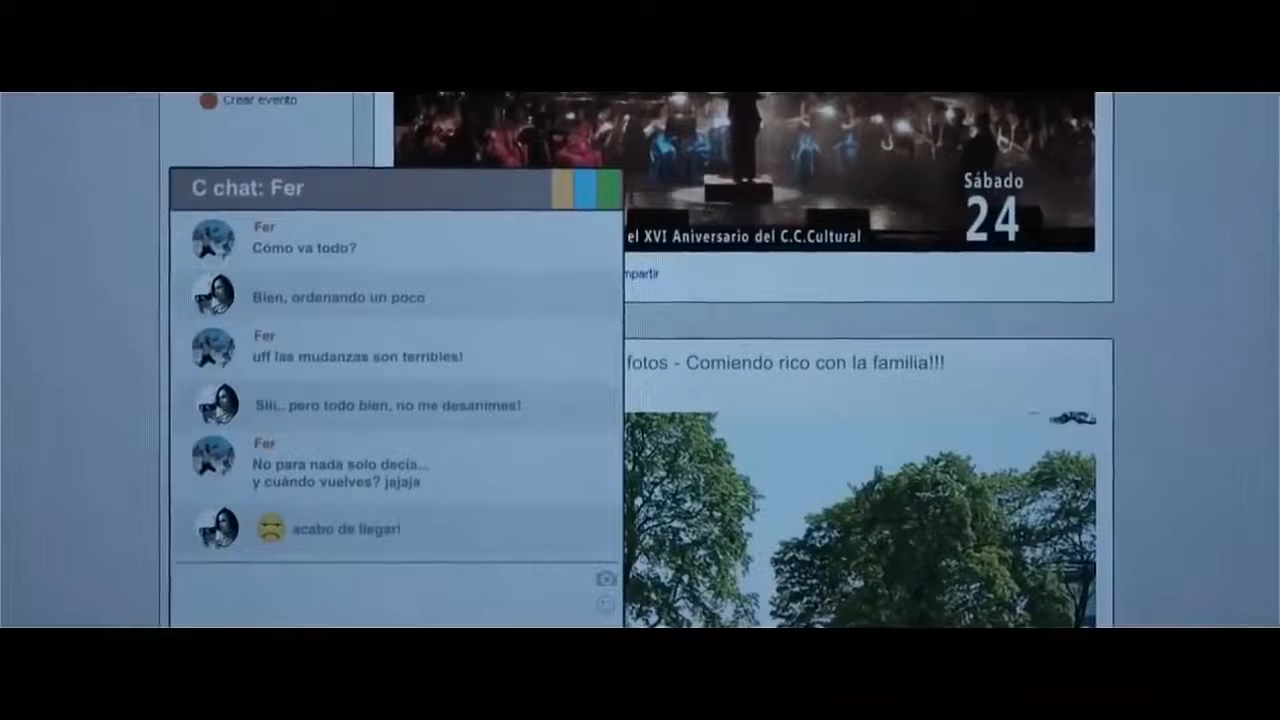 Crear evento
C chat: Fer
Fer
Cómo va todo?
Bien, ordenando un poco
Fer
uff las mudanzas son terribles!
Siii.. pero todo bien, no me desanimes!
Fer
No para nada solo decía...
y cuándo vuelves? jajaja
acabo de llegar!
Sábado
24
el XVI Aniversario del C.C.Cultural
mpartir
fotos - Comiendo rico con la familia!!!